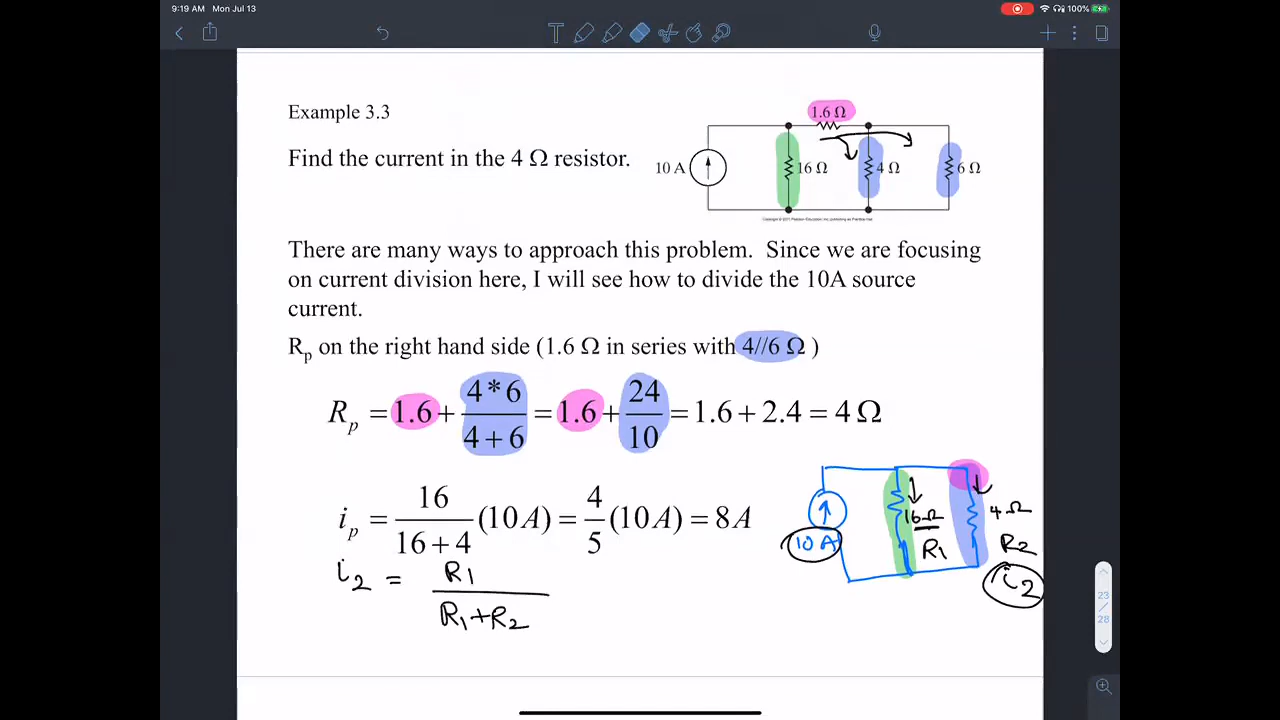 9:19 AM Mon Jul 13
100%
Example 3.3
Find the current in the 4 Ω resistor.
1.6 Ω
10 A
16 Ω
4 Ω
6 Ω
There are many ways to approach this problem. Since we are focusing
on current division here, I will see how to divide the 10A source
current.
Rp on the right hand side (1.6 Ω in series with 4//6 Ω )
Rp = 1.6 + 4*6/4+6 = 1.6 + 24/10 = 1.6 + 2.4 = 4 Ω
ip = 16/16+4 (10A) = 4/5 (10A) = 8A
i2 = R1/R1+R2
10 A
16Ω
R1
4Ω
R2
i2
23
/
28